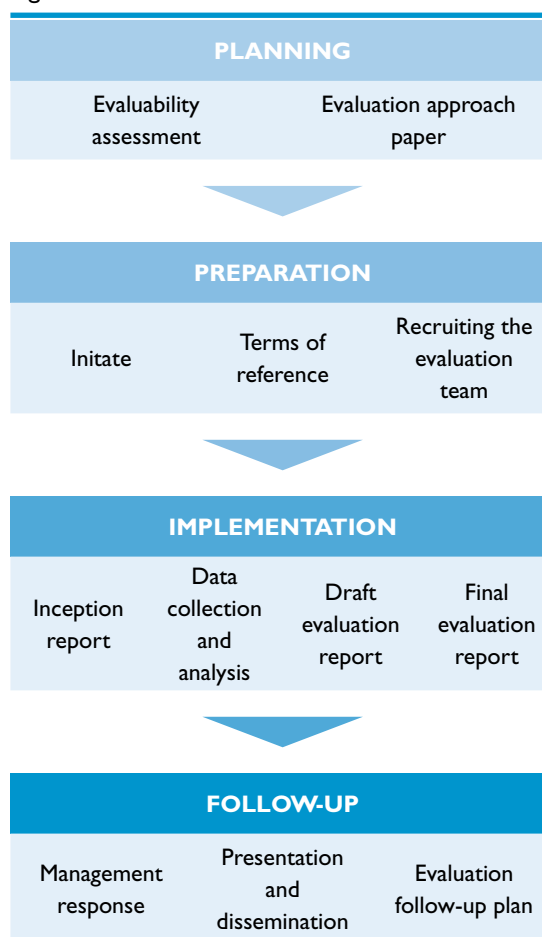 PLANNING
Evaluability
assessment
Evaluation approach
paper
PREPARATION
Initate
Terms of
reference
Recruiting the
evaluation
team
IMPLEMENTATION
Inception
report
Data
collection
and
analysis
Draft
evaluation
report
Final
evaluation
report
FOLLOW-UP
Management
response
Presentation
and
dissemination
Evaluation
follow-up plan